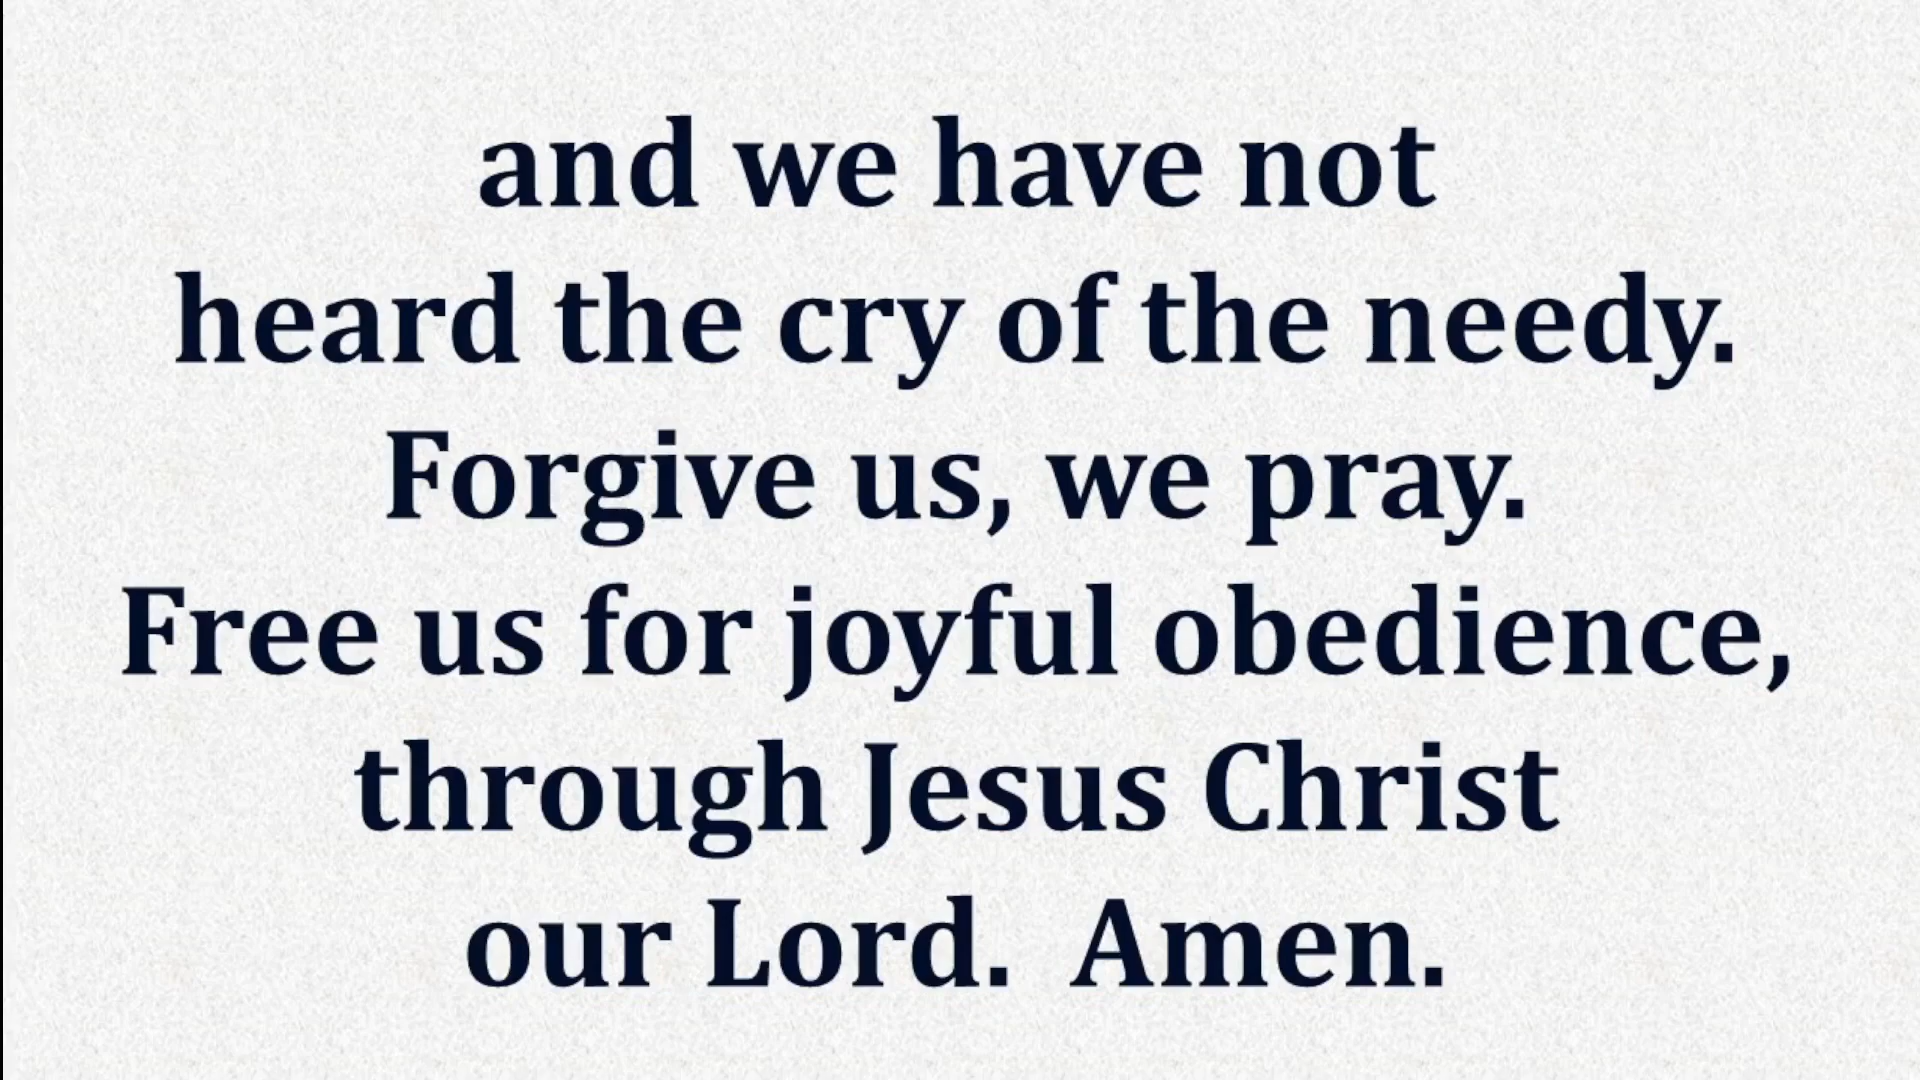 and we have not
heard the cry of the needy.
Forgive us, we pray.
Free us for joyful obedience,
through Jesus Christ
our Lord.  Amen.